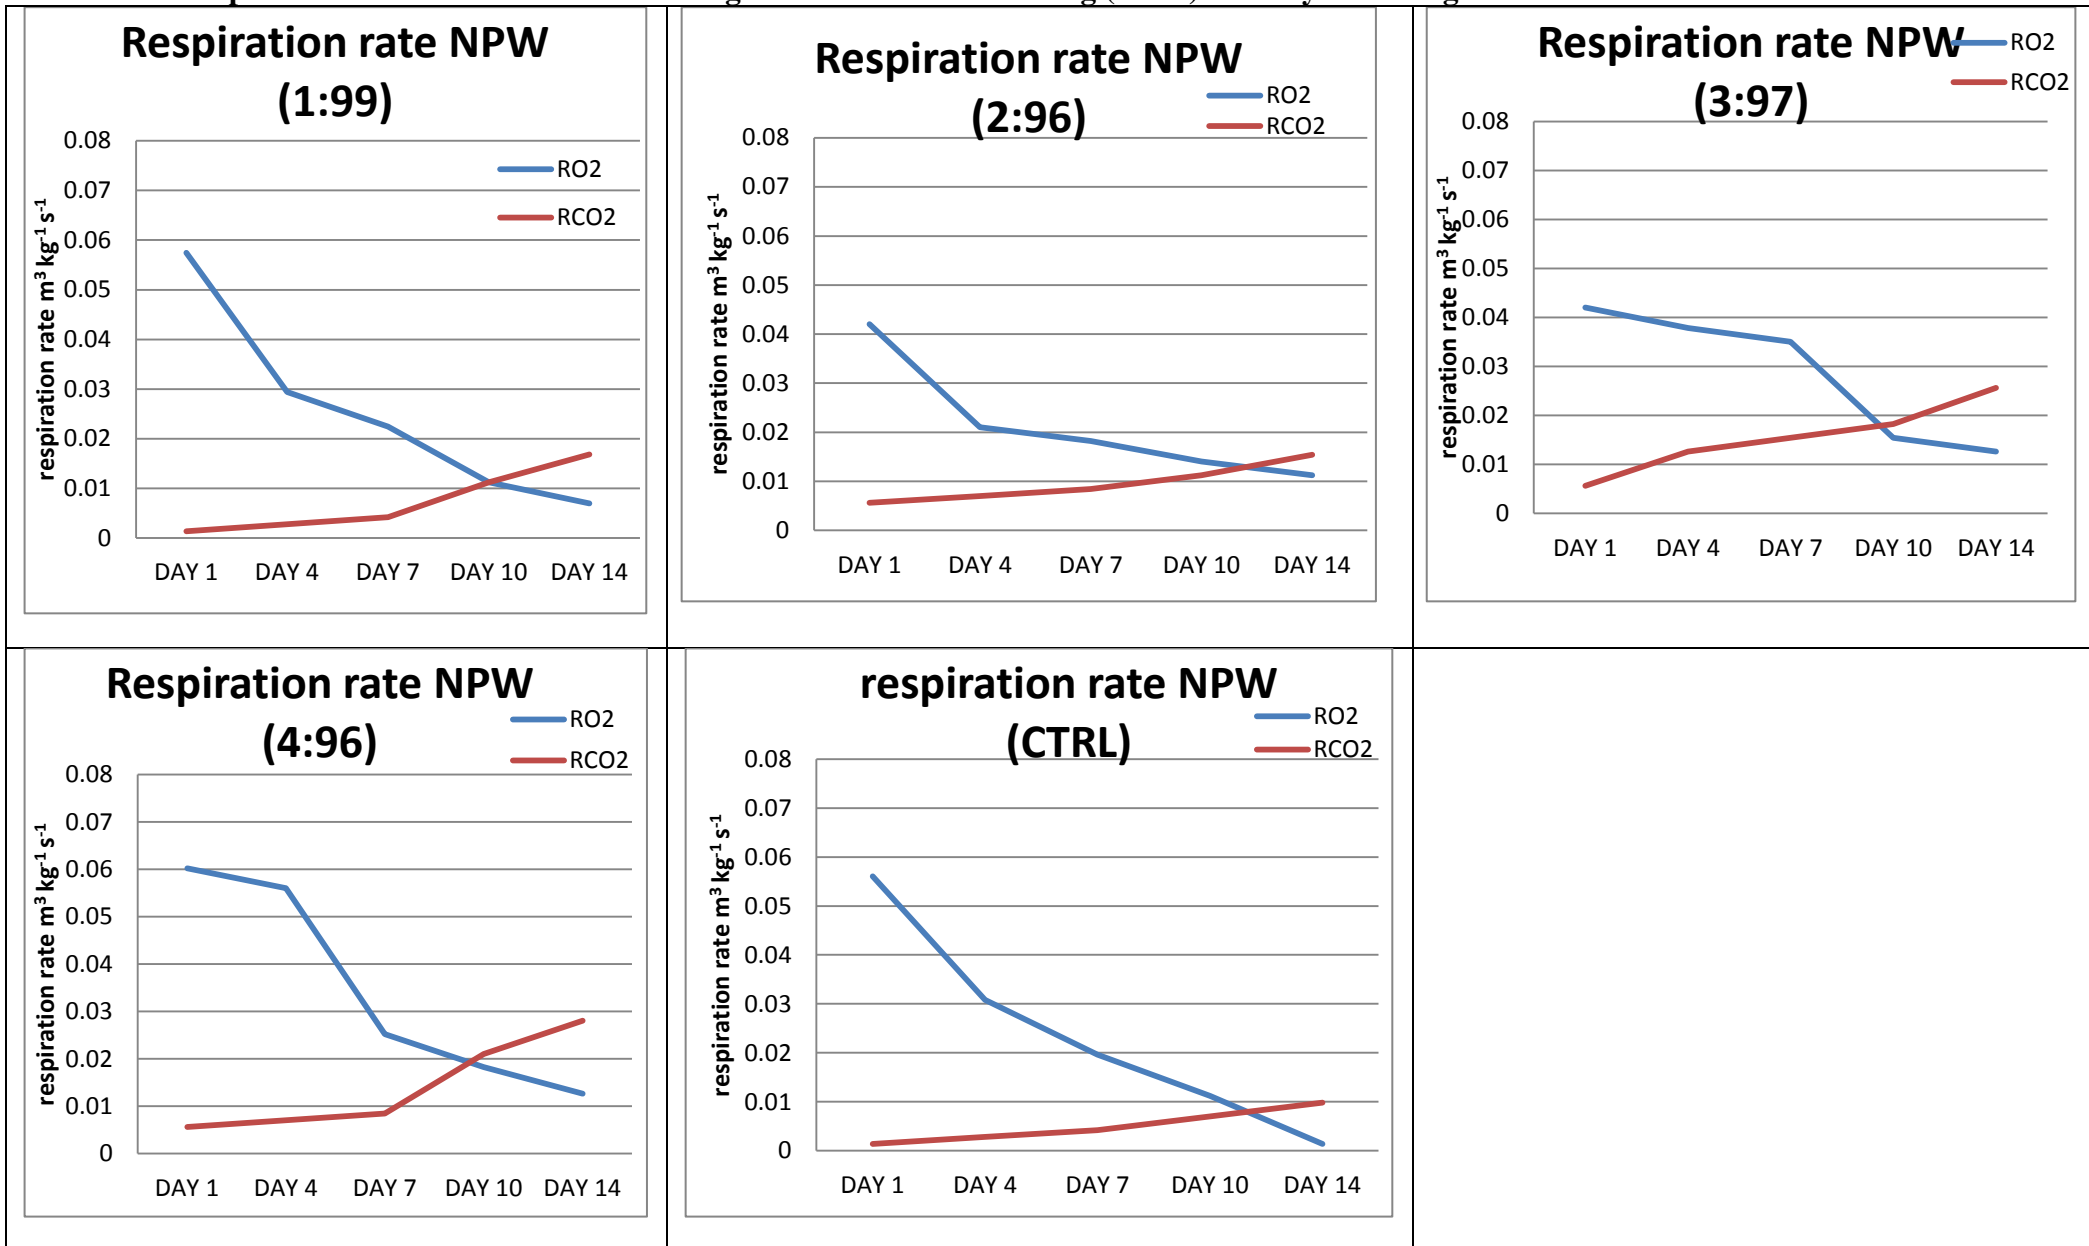 Respiration rate NPW
(1:99)
RO2
RCO2
respiration rate m³ kg⁻¹ s⁻¹
0.08
0.07
0.06
0.05
0.04
0.03
0.02
0.01
0
DAY 1 DAY 4 DAY 7 DAY 10 DAY 14
Respiration rate NPW
(2:96)
RO2
RCO2
respiration rate m³ kg⁻¹ s⁻¹
0.08
0.07
0.06
0.05
0.04
0.03
0.02
0.01
0
DAY 1 DAY 4 DAY 7 DAY 10 DAY 14
Respiration rate NPW
(3:97)
RO2
RCO2
respiration rate m³ kg⁻¹ s⁻¹
0.08
0.07
0.06
0.05
0.04
0.03
0.02
0.01
0
DAY 1 DAY 4 DAY 7 DAY 10 DAY 14
Respiration rate NPW
(4:96)
RO2
RCO2
respiration rate m³ kg⁻¹ s⁻¹
0.08
0.07
0.06
0.05
0.04
0.03
0.02
0.01
0
DAY 1 DAY 4 DAY 7 DAY 10 DAY 14
respiration rate NPW
(CTRL)
RO2
RCO2
respiration rate m³ kg⁻¹ s⁻¹
0.08
0.07
0.06
0.05
0.04
0.03
0.02
0.01
0
DAY 1 DAY 4 DAY 7 DAY 10 DAY 14